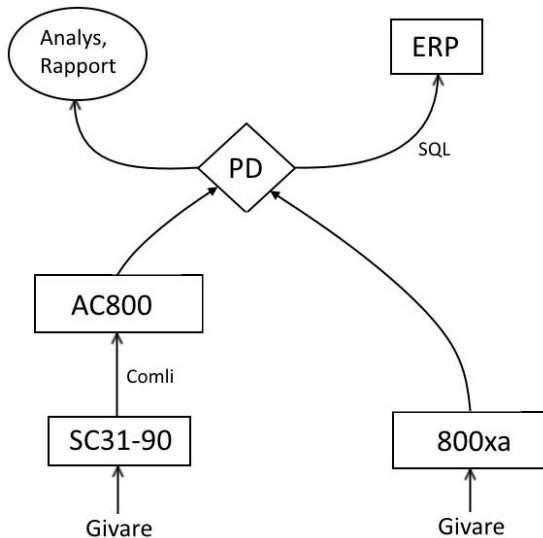 Analys,
Rapport
ERP
SQL
PD
AC800
Comli
SC31-90
800xa
Givare
Givare